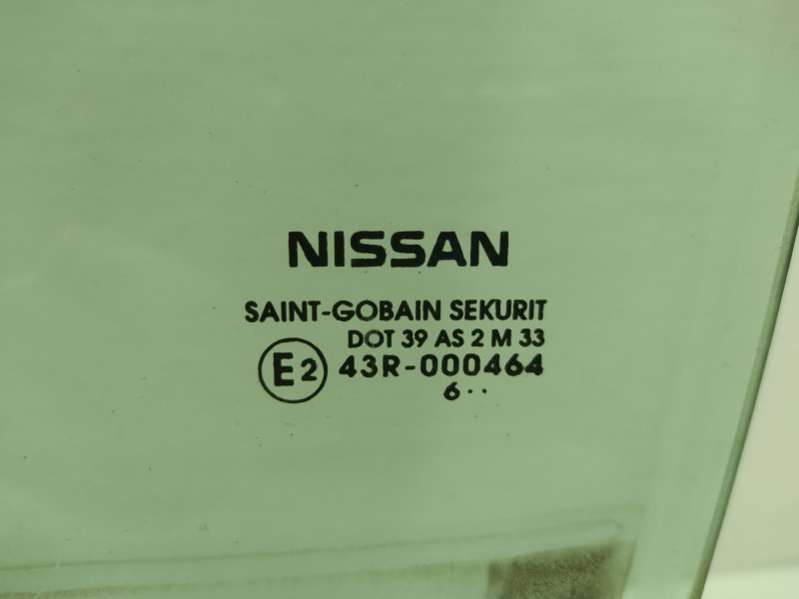 NISSAN
SAINT-GOBAIN SEKURIT
DOT 39 AS 2 M 33
E2 43R-000464
6··